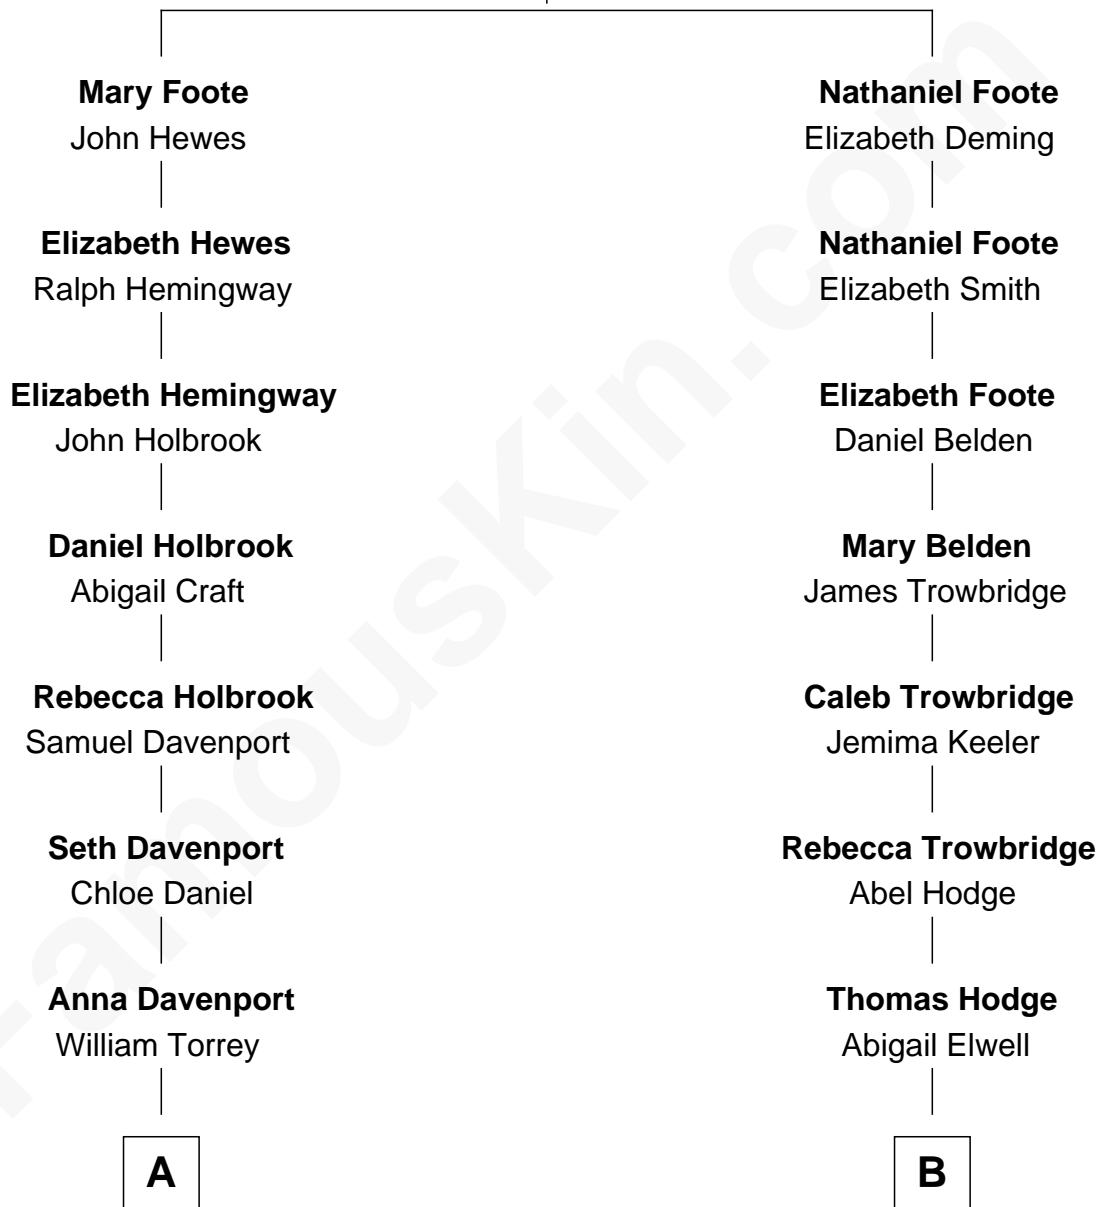 Mary Foote
John Hewes
Nathaniel Foote
Elizabeth Deming
Elizabeth Hewes
Ralph Hemingway
Nathaniel Foote
Elizabeth Smith
Elizabeth Hemingway
John Holbrook
Elizabeth Foote
Daniel Belden
Daniel Holbrook
Abigail Craft
Mary Belden
James Trowbridge
Rebecca Holbrook
Samuel Davenport
Caleb Trowbridge
Jemima Keeler
Seth Davenport
Chloe Daniel
Rebecca Trowbridge
Abel Hodge
Anna Davenport
William Torrey
Thomas Hodge
Abigail Elwell
A
B
FamousKin.com